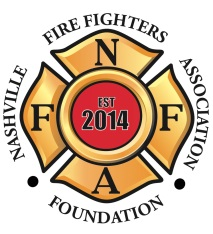 NASHVILLE FIRE FIGHTERS ASSOCIATION
FOUNDATION
N
F
EST
2014
F
A